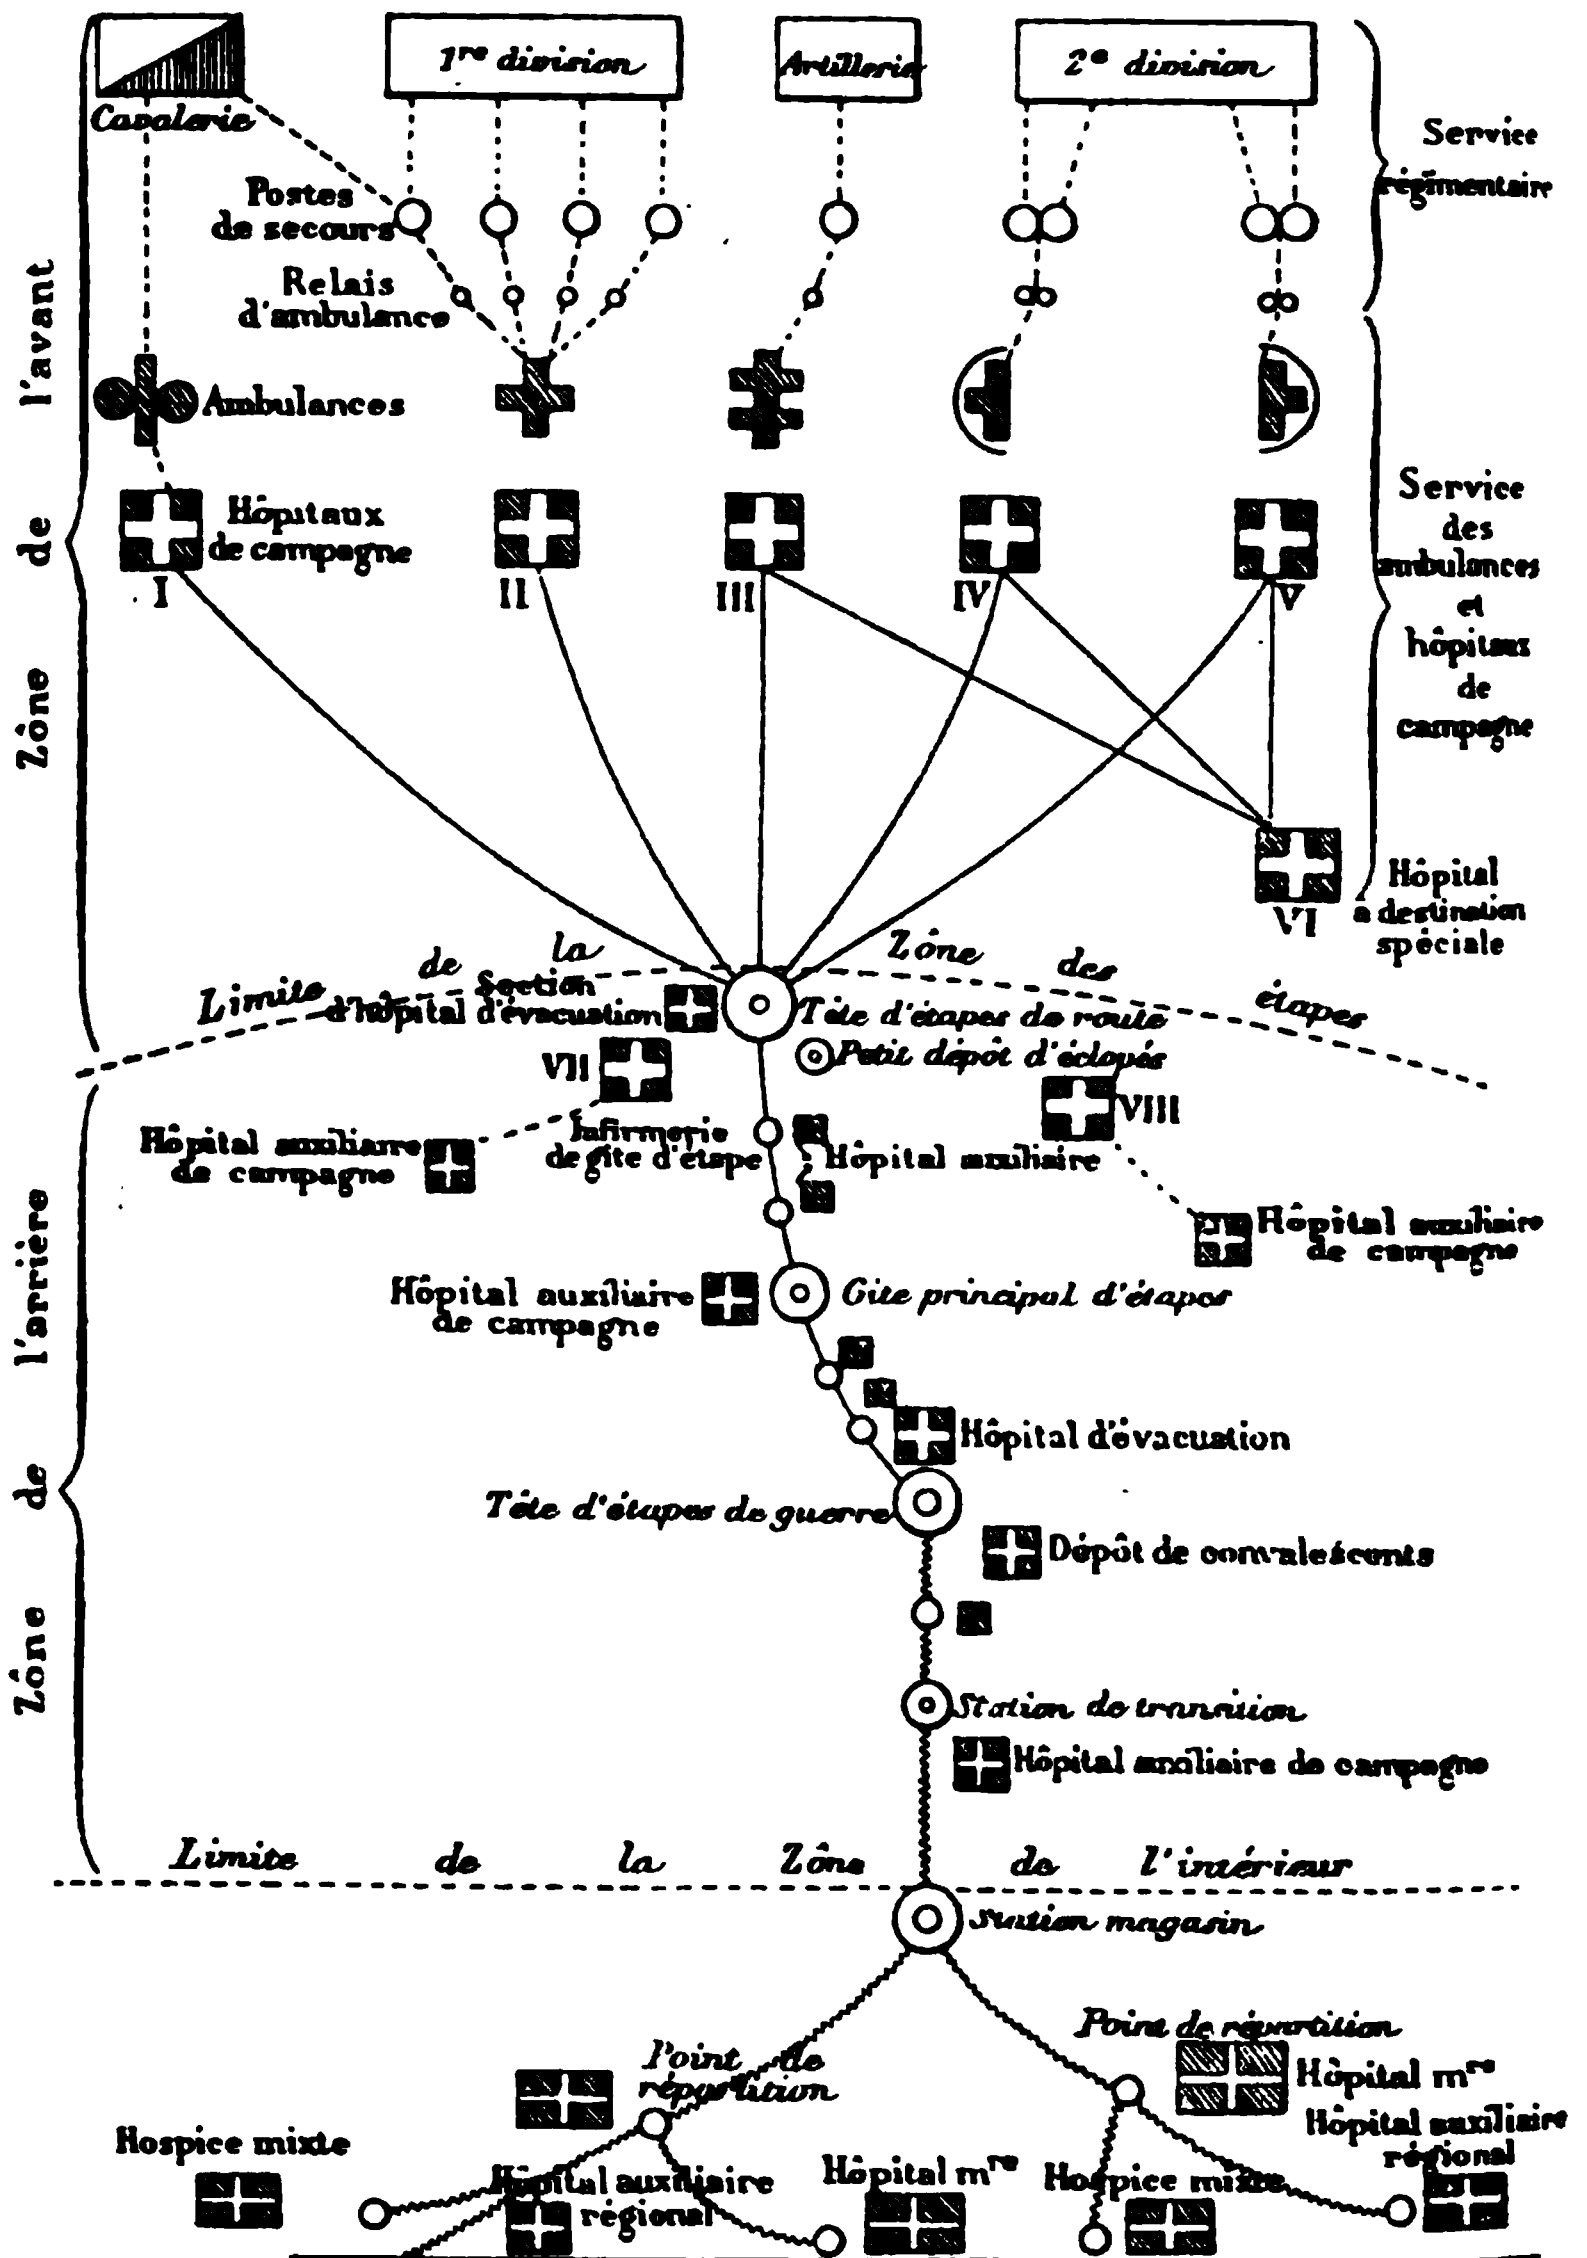 1re division
Artillerie
2e division
Cavalerie
Service
régimentaire
Postes
de secours
Relais
d'ambulance
Ambulances
Hôpitaux
de campagne
I
II
III
IV
V
Service
des
ambulances
et
hôpitaux
de
campagne
Zône de l'avant
VI
Hôpital
a destination
spéciale
Limite de la Zône des étapes
Section
d'hôpital d'évacuation
Tête d'étapes de route
Petit dépôt d'éclopés
VII
VIII
Hôpital auxiliaire
de campagne
Infirmerie
de gîte d'étape
Hôpital auxiliaire
Hôpital auxiliaire
de campagne
Hôpital auxiliaire
de campagne
Gite principal d'étapes
Hôpital d'évacuation
Tête d'étapes de guerre
Dépôt de convalescents
Station de transition
Hôpital auxiliaire de campagne
Zône de l'arrière
Limite de la Zône de l'intérieur
Station magasin
Point de répartition
Point de
répartition
Hôpital mre
Hôpital auxiliaire
régional
Hospice mixte
Hôpital auxiliaire
régional
Hôpital mre
Hospice mixte